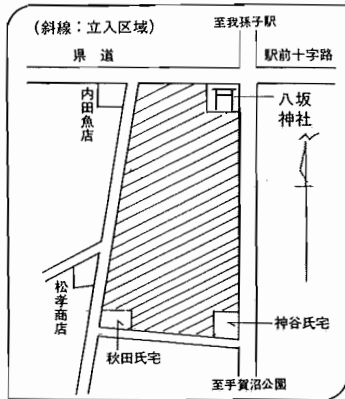 (斜線：立入区域)
至我孫子駅
県道
駅前十字路
内田魚店
八坂
神社
松孝商店
秋田氏宅
神谷氏宅
至手賀沼公園